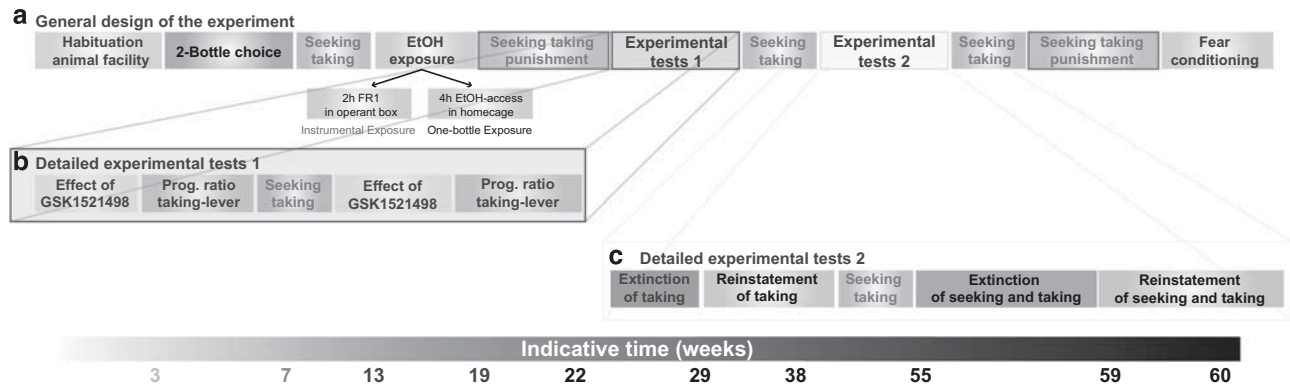 a General design of the experiment
Habituation
animal facility
2-Bottle choice
Seeking
taking
EtOH
exposure
Seeking taking
punishment
Experimental
tests 1
Seeking
taking
Experimental
tests 2
Seeking
taking
Seeking taking
punishment
Fear
conditioning
2h FR1
in operant box
4h EtOH-access
in homecage
Instrumental Exposure
One-bottle Exposure
b Detailed experimental tests 1
Effect of
GSK1521498
Prog. ratio
taking-lever
Seeking
taking
Effect of
GSK1521498
Prog. ratio
taking-lever
c Detailed experimental tests 2
Extinction
of taking
Reinstatement
of taking
Seeking
taking
Extinction
of seeking and taking
Reinstatement
of seeking and taking
Indicative time (weeks)
3 7 13 19 22 29 38 55 59 60